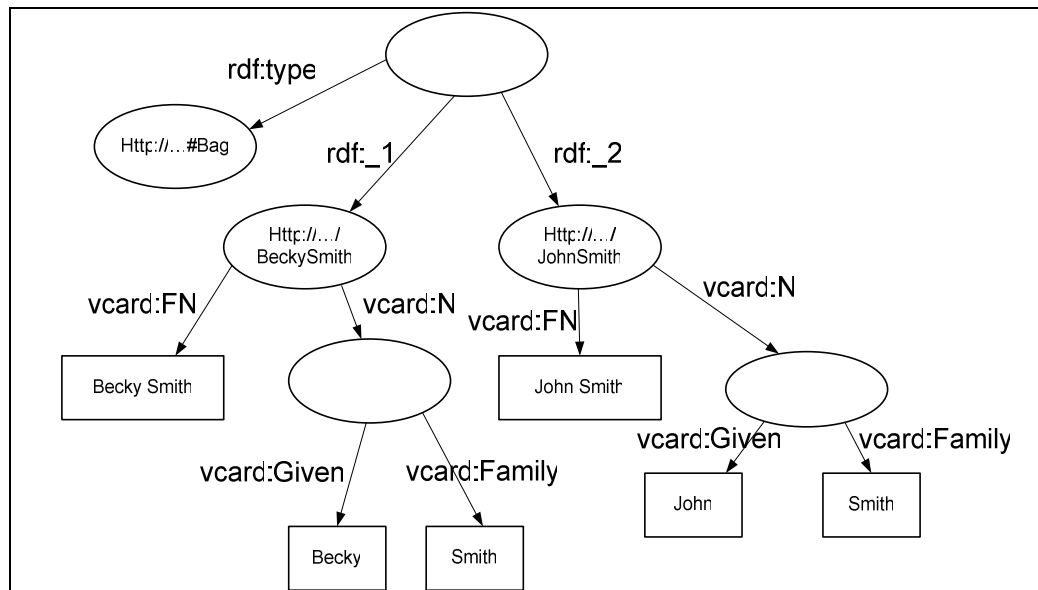 rdf:type
Http://...#Bag
rdf:_1
rdf:_2
Http://.../
BeckySmith
Http://.../
JohnSmith
vcard:FN
vcard:N
vcard:FN
vcard:N
Becky Smith
John Smith
vcard:Given
vcard:Family
vcard:Given
vcard:Family
John
Smith
Becky
Smith